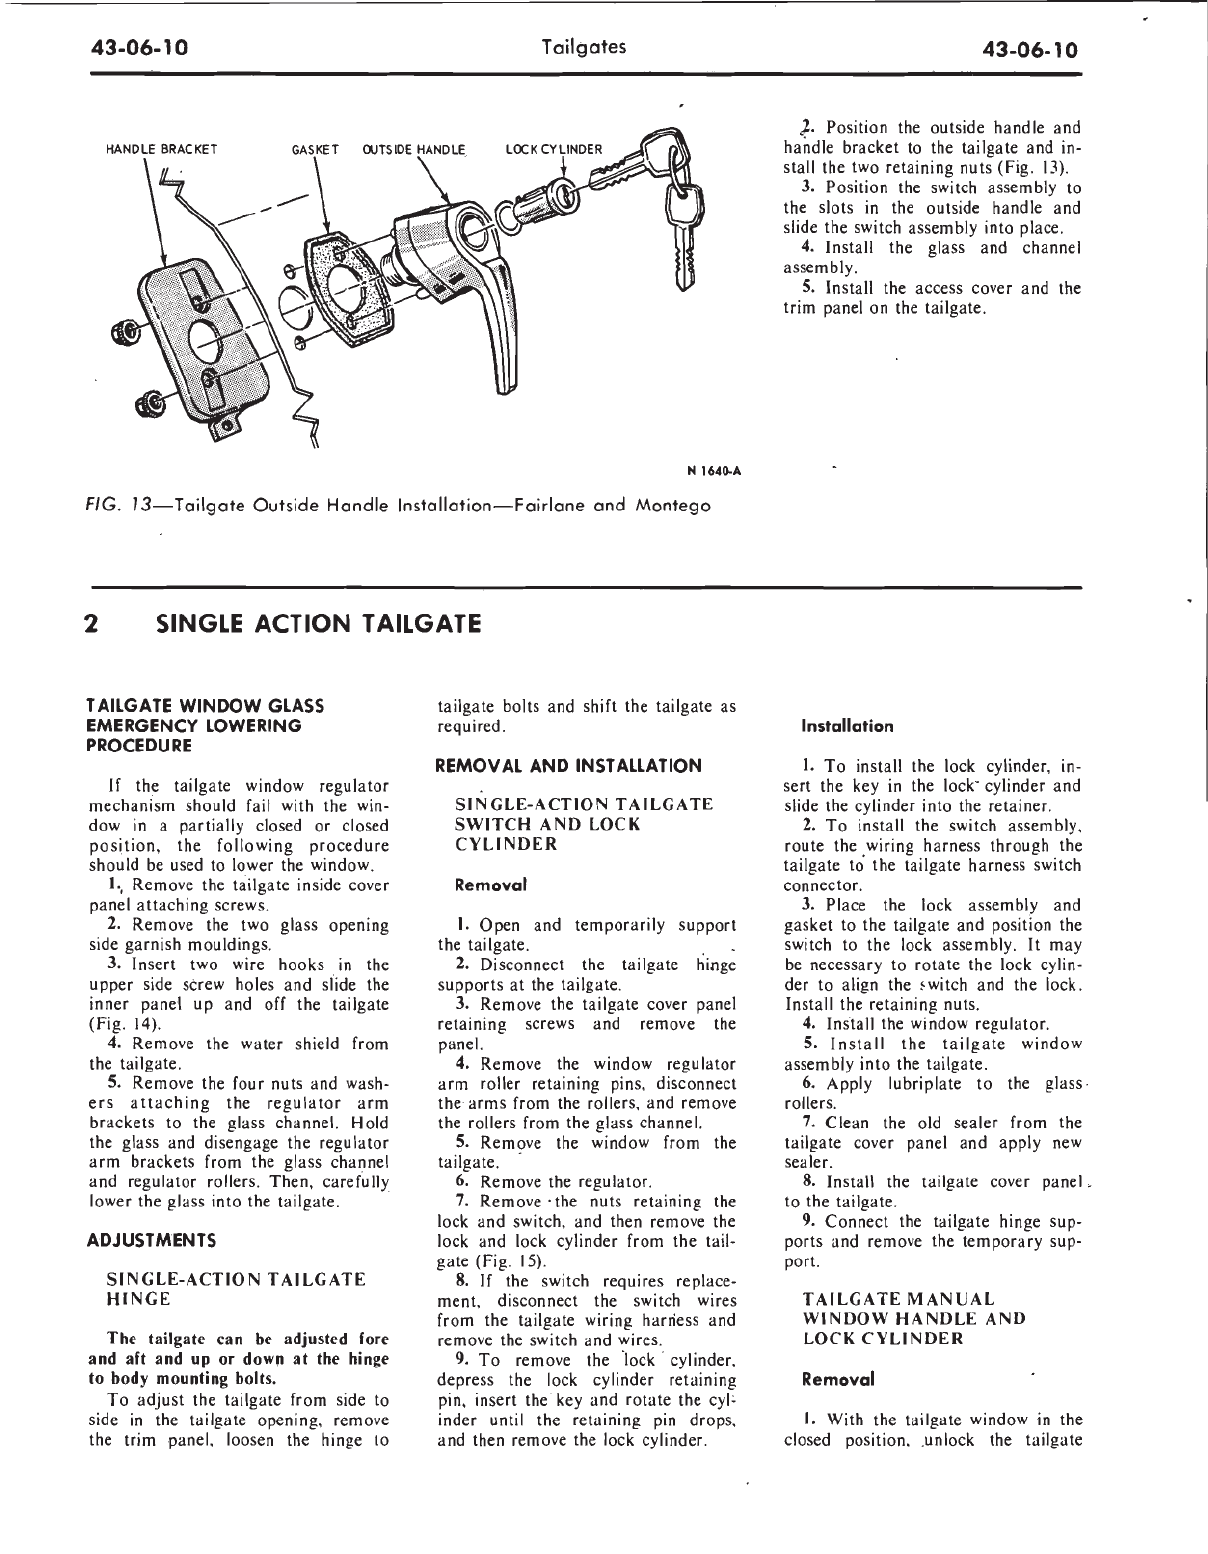 43-06-10
Tailgates
43-06-10
HANDLE BRACKET
GASKET
OUTSIDE HANDLE
LOCK CYLINDER
N 1640-A
FIG. 13—Tailgate Outside Handle Installation—Fairlane and Montego
2. Position the outside handle and
handle bracket to the tailgate and in-
stall the two retaining nuts (Fig. 13).
3. Position the switch assembly to
the slots in the outside handle and
slide the switch assembly into place.
4. Install the glass and channel
assembly.
5. Install the access cover and the
trim panel on the tailgate.
2 SINGLE ACTION TAILGATE
TAILGATE WINDOW GLASS
EMERGENCY LOWERING
PROCEDURE
If the tailgate window regulator
mechanism should fail with the win-
dow in a partially closed or closed
position, the following procedure
should be used to lower the window.
1. Remove the tailgate inside cover
panel attaching screws.
2. Remove the two glass opening
side garnish mouldings.
3. Insert two wire hooks in the
upper side screw holes and slide the
inner panel up and off the tailgate
(Fig. 14).
4. Remove the water shield from
the tailgate.
5. Remove the four nuts and wash-
ers attaching the regulator arm
brackets to the glass channel. Hold
the glass and disengage the regulator
arm brackets from the glass channel
and regulator rollers. Then, carefully
lower the glass into the tailgate.
ADJUSTMENTS
SINGLE-ACTION TAILGATE
HINGE
The tailgate can be adjusted fore
and aft and up or down at the hinge
to body mounting bolts.
To adjust the tailgate from side to
side in the tailgate opening, remove
the trim panel, loosen the hinge to
tailgate bolts and shift the tailgate as
required.
REMOVAL AND INSTALLATION
SINGLE-ACTION TAILGATE
SWITCH AND LOCK
CYLINDER
Removal
1. Open and temporarily support
the tailgate.
2. Disconnect the tailgate hinge
supports at the tailgate.
3. Remove the tailgate cover panel
retaining screws and remove the
panel.
4. Remove the window regulator
arm roller retaining pins, disconnect
the arms from the rollers, and remove
the rollers from the glass channel.
5. Remove the window from the
tailgate.
6. Remove the regulator.
7. Remove the nuts retaining the
lock and switch, and then remove the
lock and lock cylinder from the tail-
gate (Fig. 15).
8. If the switch requires replace-
ment, disconnect the switch wires
from the tailgate wiring harness and
remove the switch and wires.
9. To remove the lock cylinder,
depress the lock cylinder retaining
pin, insert the key and rotate the cyl-
inder until the retaining pin drops,
and then remove the lock cylinder.
Installation
1. To install the lock cylinder, in-
sert the key in the lock cylinder and
slide the cylinder into the retainer.
2. To install the switch assembly,
route the wiring harness through the
tailgate to the tailgate harness switch
connector.
3. Place the lock assembly and
gasket to the tailgate and position the
switch to the lock assembly. It may
be necessary to rotate the lock cylin-
der to align the switch and the lock.
Install the retaining nuts.
4. Install the window regulator.
5. Install the tailgate window
assembly into the tailgate.
6. Apply lubriplate to the glass
rollers.
7. Clean the old sealer from the
tailgate cover panel and apply new
sealer.
8. Install the tailgate cover panel
to the tailgate.
9. Connect the tailgate hinge sup-
ports and remove the temporary sup-
port.
TAILGATE MANUAL
WINDOW HANDLE AND
LOCK CYLINDER
Removal
1. With the tailgate window in the
closed position, unlock the tailgate